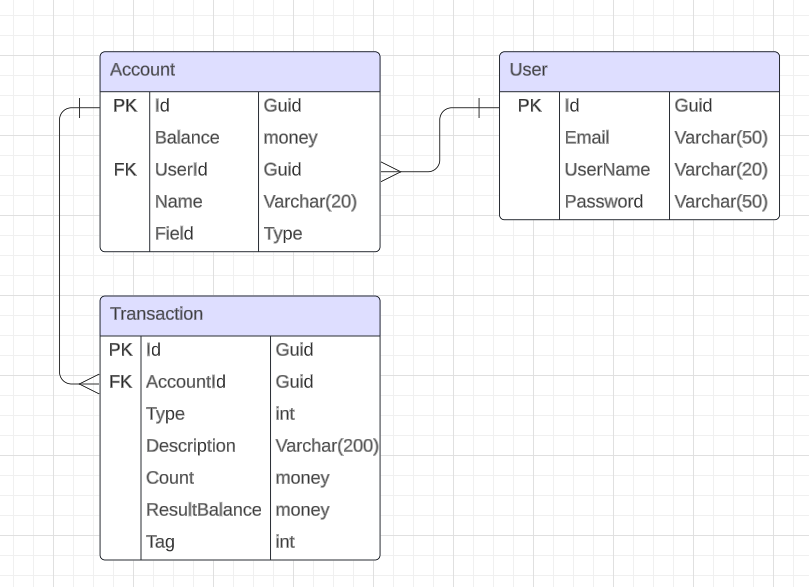 Account
PK Id Guid
Balance money
FK UserId Guid
Name Varchar(20)
Field Type
User
PK Id Guid
Email Varchar(50)
UserName Varchar(20)
Password Varchar(50)
Transaction
PK Id Guid
FK AccountId Guid
Type int
Description Varchar(200)
Count money
ResultBalance money
Tag int